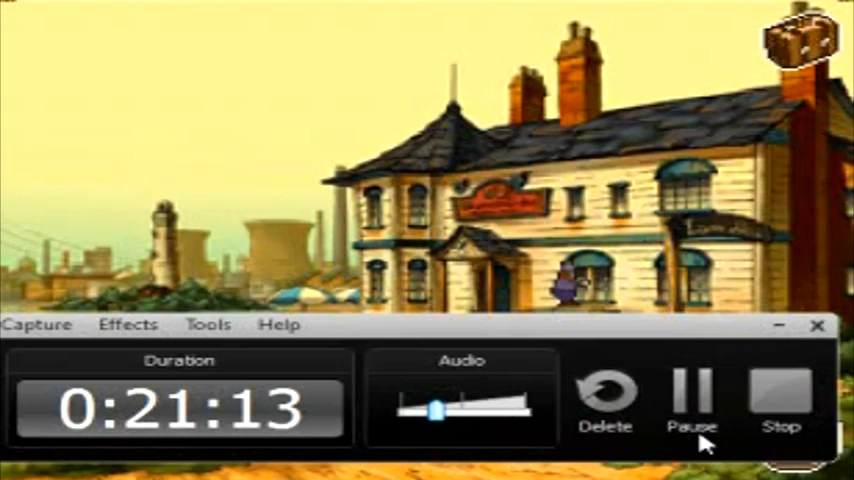 Capture Effects Tools Help
Duration
Audio
0:21:13
Delete
Pause
Stop